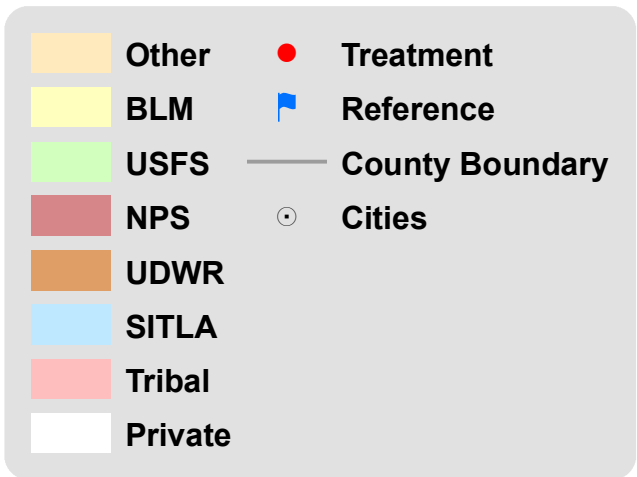 Other
BLM
USFS
NPS
UDWR
SITLA
Tribal
Private
Treatment
Reference
County Boundary
Cities